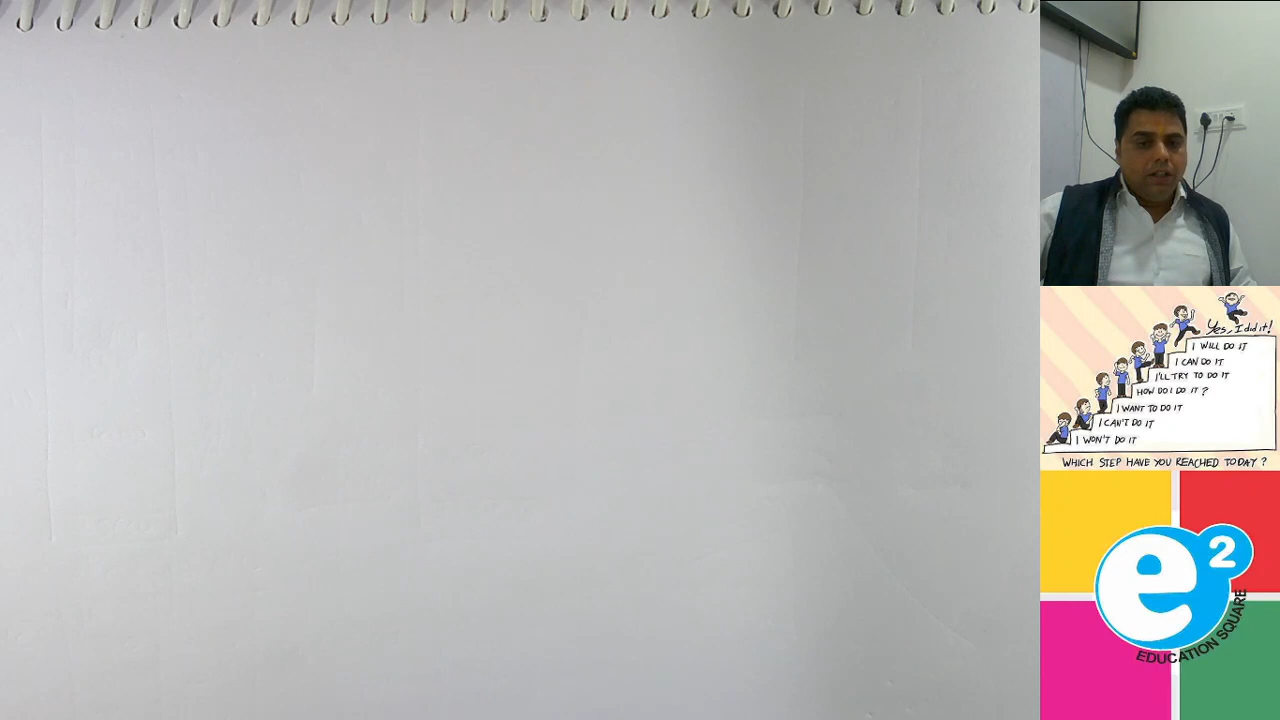 Yes, I did it!
I WILL DO IT
I CAN DO IT
I'LL TRY TO DO IT
HOW DO I DO IT?
I WANT TO DO IT
I CAN'T DO IT
I WON'T DO IT
WHICH STEP HAVE YOU REACHED TODAY?
e2
EDUCATION SQUARE